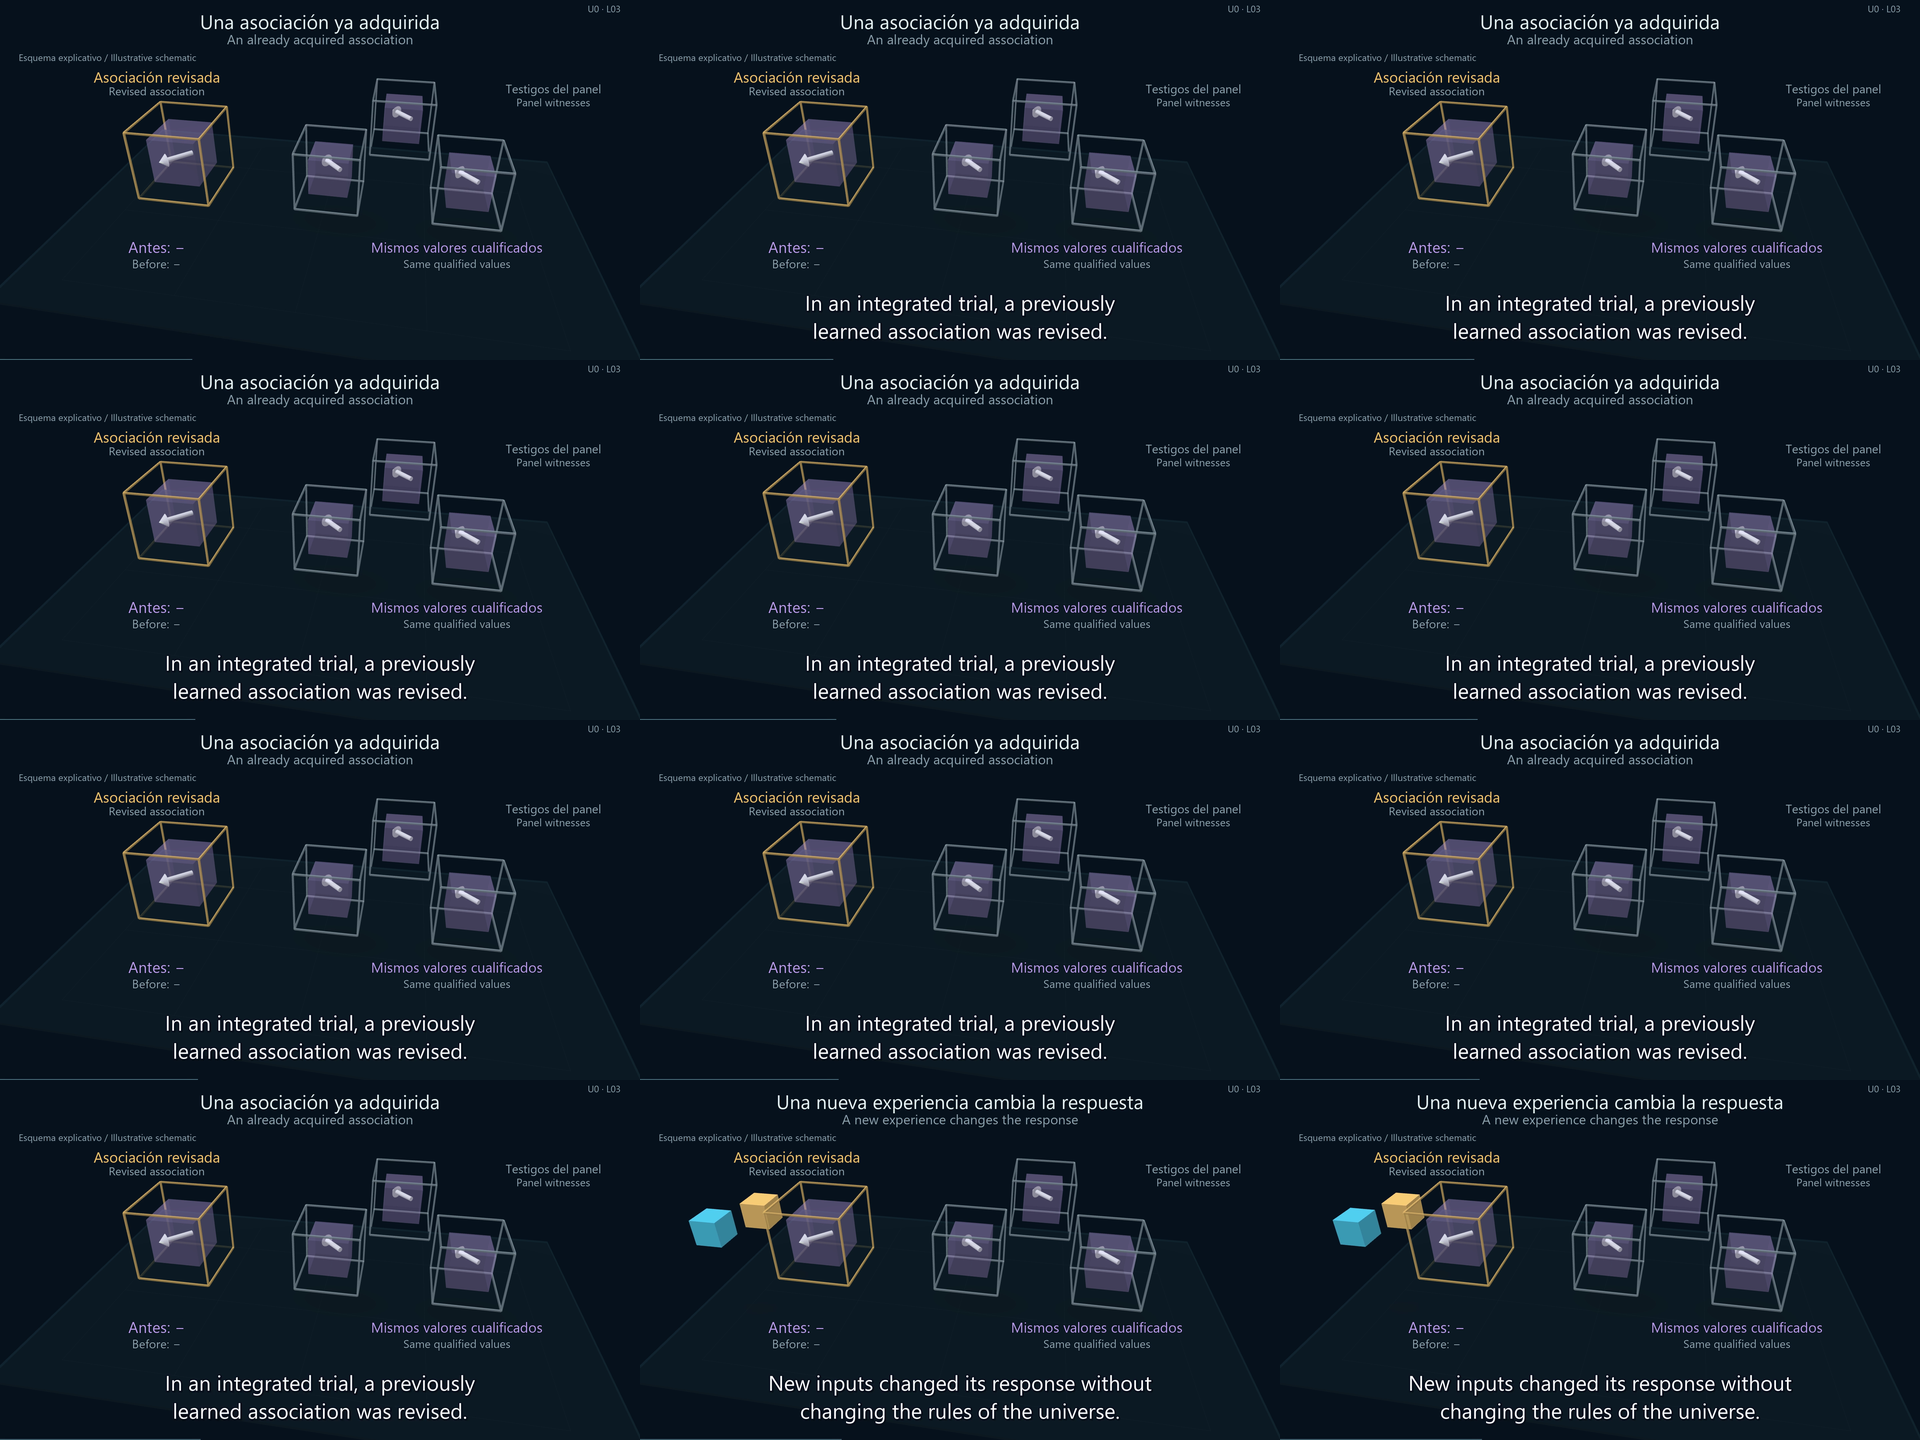 U0 · L03
Una asociación ya adquirida
An already acquired association
Esquema explicativo / Illustrative schematic
Asociación revisada
Revised association
Testigos del panel
Panel witnesses
Antes: –
Before: –
Mismos valores cualificados
Same qualified values
U0 · L03
Una asociación ya adquirida
An already acquired association
Esquema explicativo / Illustrative schematic
Asociación revisada
Revised association
Testigos del panel
Panel witnesses
Antes: –
Before: –
Mismos valores cualificados
Same qualified values
In an integrated trial, a previously
learned association was revised.
U0 · L03
Una asociación ya adquirida
An already acquired association
Esquema explicativo / Illustrative schematic
Asociación revisada
Revised association
Testigos del panel
Panel witnesses
Antes: –
Before: –
Mismos valores cualificados
Same qualified values
In an integrated trial, a previously
learned association was revised.
U0 · L03
Una asociación ya adquirida
An already acquired association
Esquema explicativo / Illustrative schematic
Asociación revisada
Revised association
Testigos del panel
Panel witnesses
Antes: –
Before: –
Mismos valores cualificados
Same qualified values
In an integrated trial, a previously
learned association was revised.
U0 · L03
Una asociación ya adquirida
An already acquired association
Esquema explicativo / Illustrative schematic
Asociación revisada
Revised association
Testigos del panel
Panel witnesses
Antes: –
Before: –
Mismos valores cualificados
Same qualified values
In an integrated trial, a previously
learned association was revised.
U0 · L03
Una asociación ya adquirida
An already acquired association
Esquema explicativo / Illustrative schematic
Asociación revisada
Revised association
Testigos del panel
Panel witnesses
Antes: –
Before: –
Mismos valores cualificados
Same qualified values
In an integrated trial, a previously
learned association was revised.
U0 · L03
Una asociación ya adquirida
An already acquired association
Esquema explicativo / Illustrative schematic
Asociación revisada
Revised association
Testigos del panel
Panel witnesses
Antes: –
Before: –
Mismos valores cualificados
Same qualified values
In an integrated trial, a previously
learned association was revised.
U0 · L03
Una asociación ya adquirida
An already acquired association
Esquema explicativo / Illustrative schematic
Asociación revisada
Revised association
Testigos del panel
Panel witnesses
Antes: –
Before: –
Mismos valores cualificados
Same qualified values
In an integrated trial, a previously
learned association was revised.
U0 · L03
Una asociación ya adquirida
An already acquired association
Esquema explicativo / Illustrative schematic
Asociación revisada
Revised association
Testigos del panel
Panel witnesses
Antes: –
Before: –
Mismos valores cualificados
Same qualified values
In an integrated trial, a previously
learned association was revised.
U0 · L03
Una asociación ya adquirida
An already acquired association
Esquema explicativo / Illustrative schematic
Asociación revisada
Revised association
Testigos del panel
Panel witnesses
Antes: –
Before: –
Mismos valores cualificados
Same qualified values
In an integrated trial, a previously
learned association was revised.
U0 · L03
Una nueva experiencia cambia la respuesta
A new experience changes the response
Esquema explicativo / Illustrative schematic
Asociación revisada
Revised association
Testigos del panel
Panel witnesses
Antes: –
Before: –
Mismos valores cualificados
Same qualified values
New inputs changed its response without
changing the rules of the universe.
U0 · L03
Una nueva experiencia cambia la respuesta
A new experience changes the response
Esquema explicativo / Illustrative schematic
Asociación revisada
Revised association
Testigos del panel
Panel witnesses
Antes: –
Before: –
Mismos valores cualificados
Same qualified values
New inputs changed its response without
changing the rules of the universe.